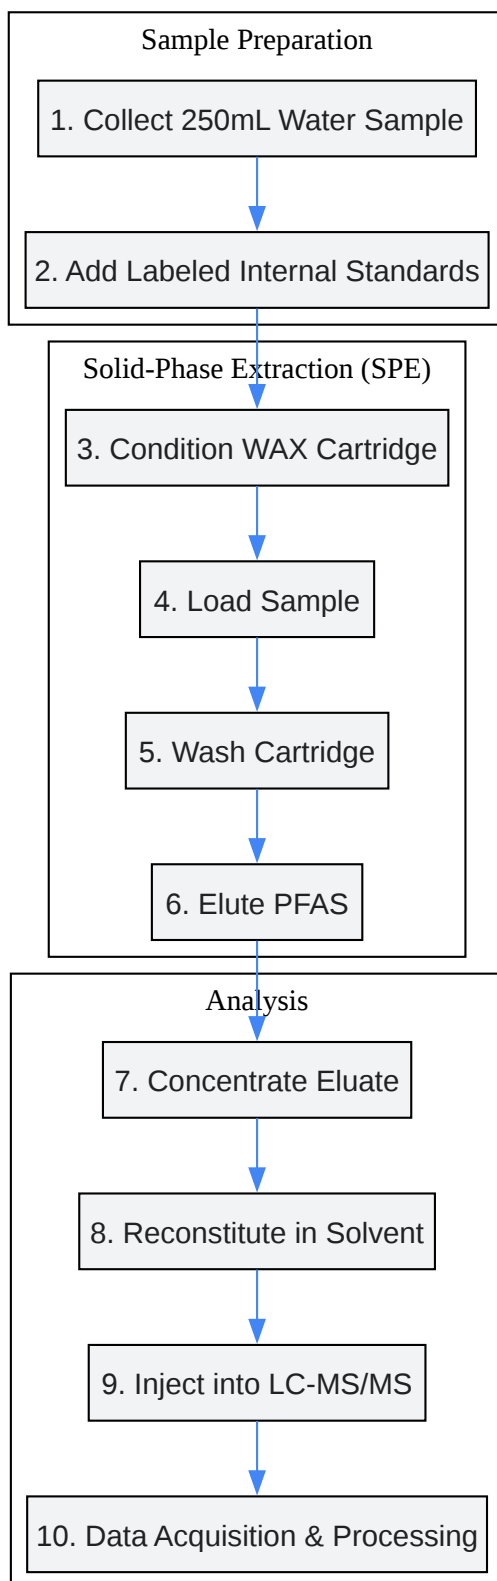 Sample Preparation
1. Collect 250mL Water Sample
2. Add Labeled Internal Standards
Solid-Phase Extraction (SPE)
3. Condition WAX Cartridge
4. Load Sample
5. Wash Cartridge
6. Elute PFAS
Analysis
7. Concentrate Eluate
8. Reconstitute in Solvent
9. Inject into LC-MS/MS
10. Data Acquisition & Processing